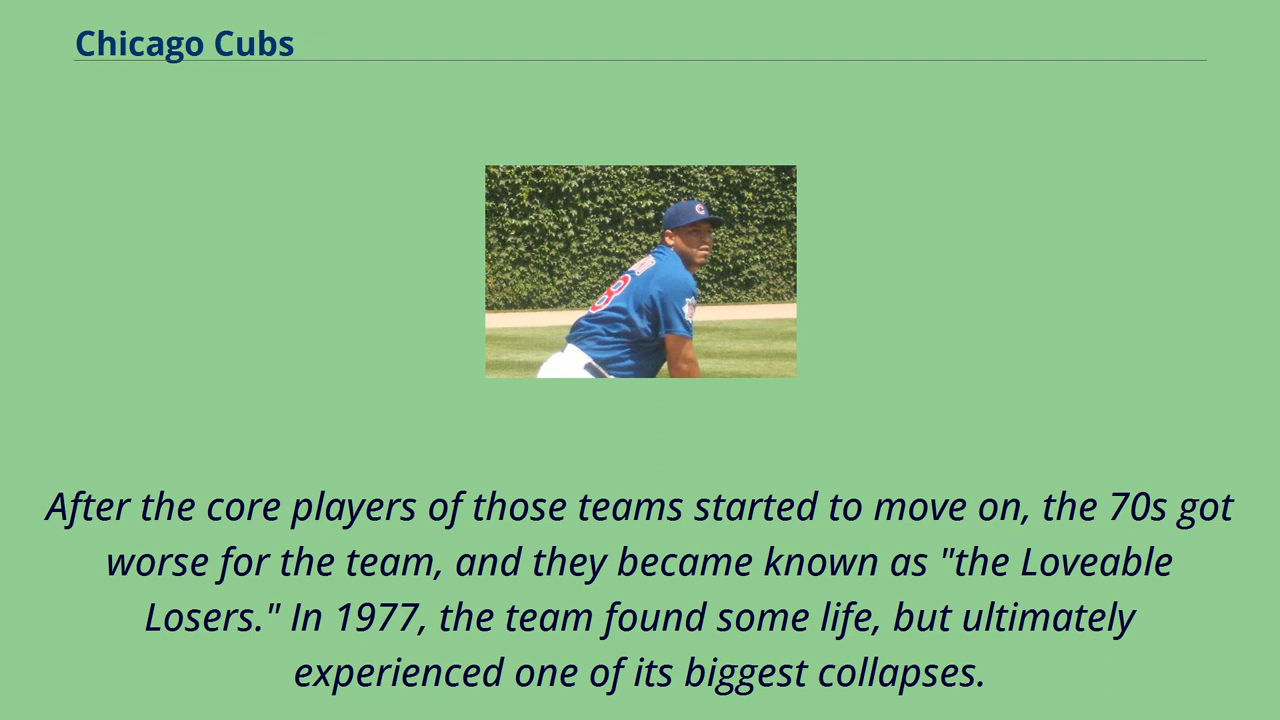 Chicago Cubs
C
8
After the core players of those teams started to move on, the 70s got
worse for the team, and they became known as "the Loveable
Losers." In 1977, the team found some life, but ultimately
experienced one of its biggest collapses.